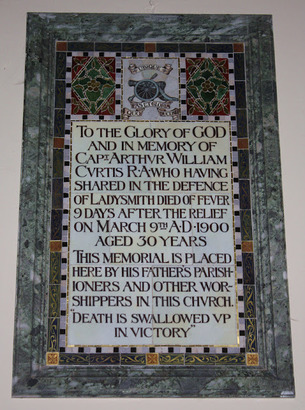 UBIQUE
TO THE GLORY OF GOD
AND IN MEMORY OF
CAPT ARTHVR WILLIAM
CVRTIS R·A·WHO HAVING
SHARED IN THE DEFENCE
OF LADYSMITH DIED OF FEVER
9 DAYS AFTER THE RELIEF
ON MARCH 9TH A·D·1900
AGED 30 YEARS
THIS MEMORIAL IS PLACED
HERE BY HIS FATHER'S PARISH-
IONERS AND OTHER WOR-
SHIPPERS IN THIS CHVRCH.
"DEATH IS SWALLOWED VP
IN VICTORY"